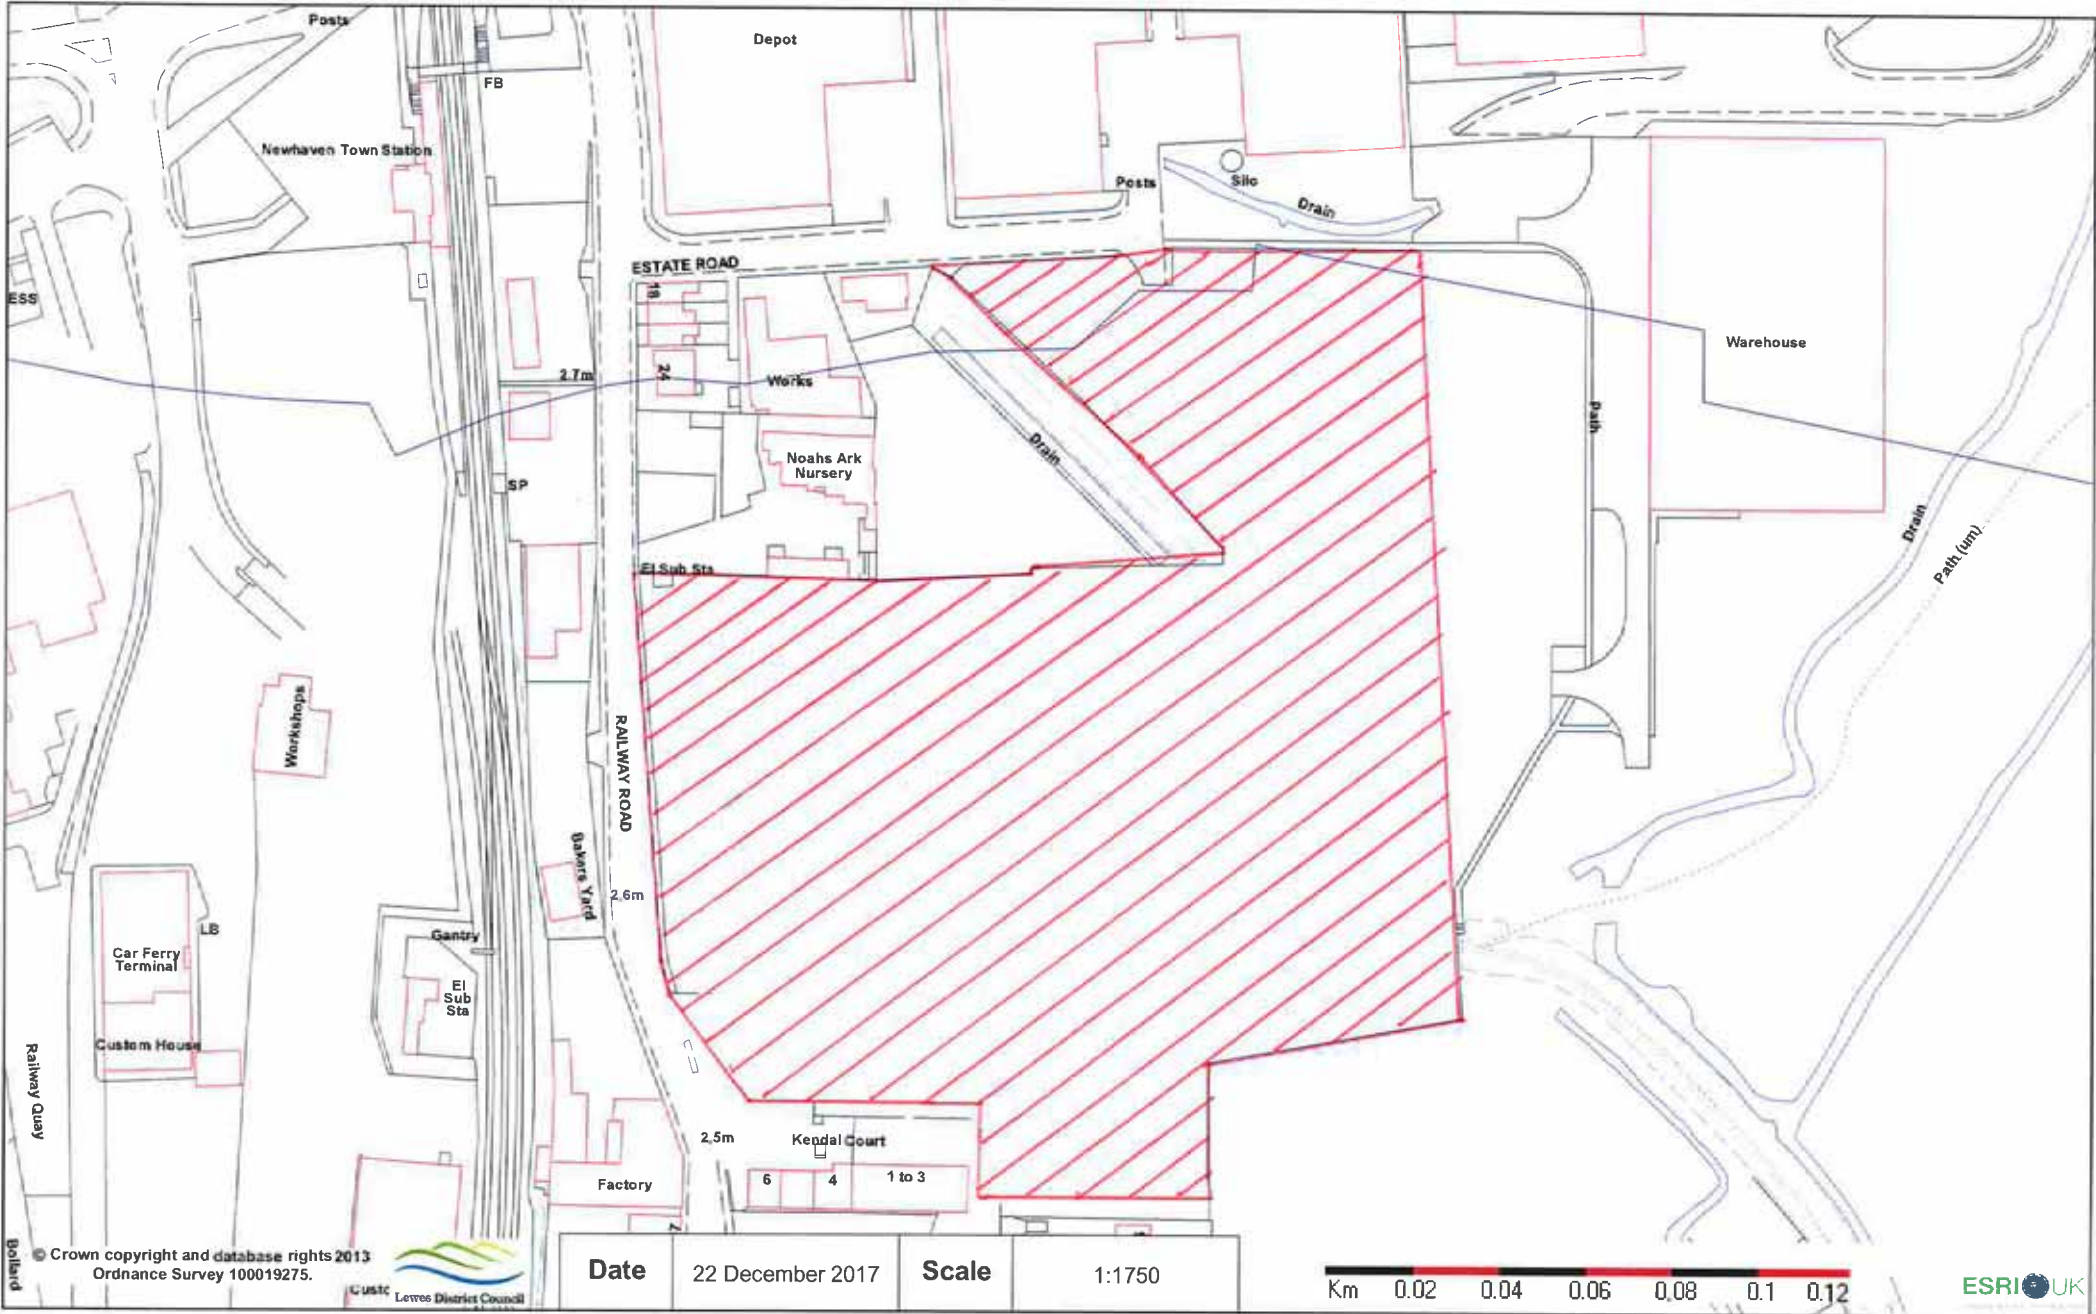 Posts
Depot
FB
Newhaven Town Station
Posts
Silo
Drain
ESTATE ROAD
ESS
18
Warehouse
2.7m
24
Works
Path
Drain
Noahs Ark
Nursery
SP
Drain
Path (um)
El Sub Sta
Workshops
RAILWAY ROAD
Bakers Yard
2.6m
LB
Gantry
Car Ferry
Terminal
El
Sub
Sta
Custom House
Railway Quay
2.5m
Kendal Court
6
4
1 to 3
Factory
7
Bollard
© Crown copyright and database rights 2013
Ordnance Survey 100019275.
Custo
Lewes District Council
Date
22 December 2017
Scale
1:1750
Km 0.02 0.04 0.06 0.08 0.1 0.12
ESRI UK